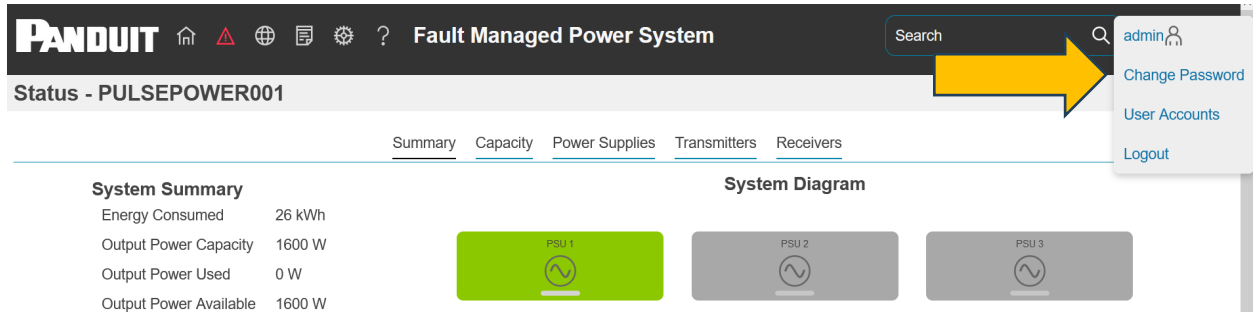 PANDUIT ? Fault Managed Power System Search admin
Change Password
Status - PULSEPOWER001
User Accounts
Summary Capacity Power Supplies Transmitters Receivers
Logout
System Summary
System Diagram
Energy Consumed 26 kWh
Output Power Capacity 1600 W
PSU 1 PSU 2 PSU 3
Output Power Used 0 W
Output Power Available 1600 W